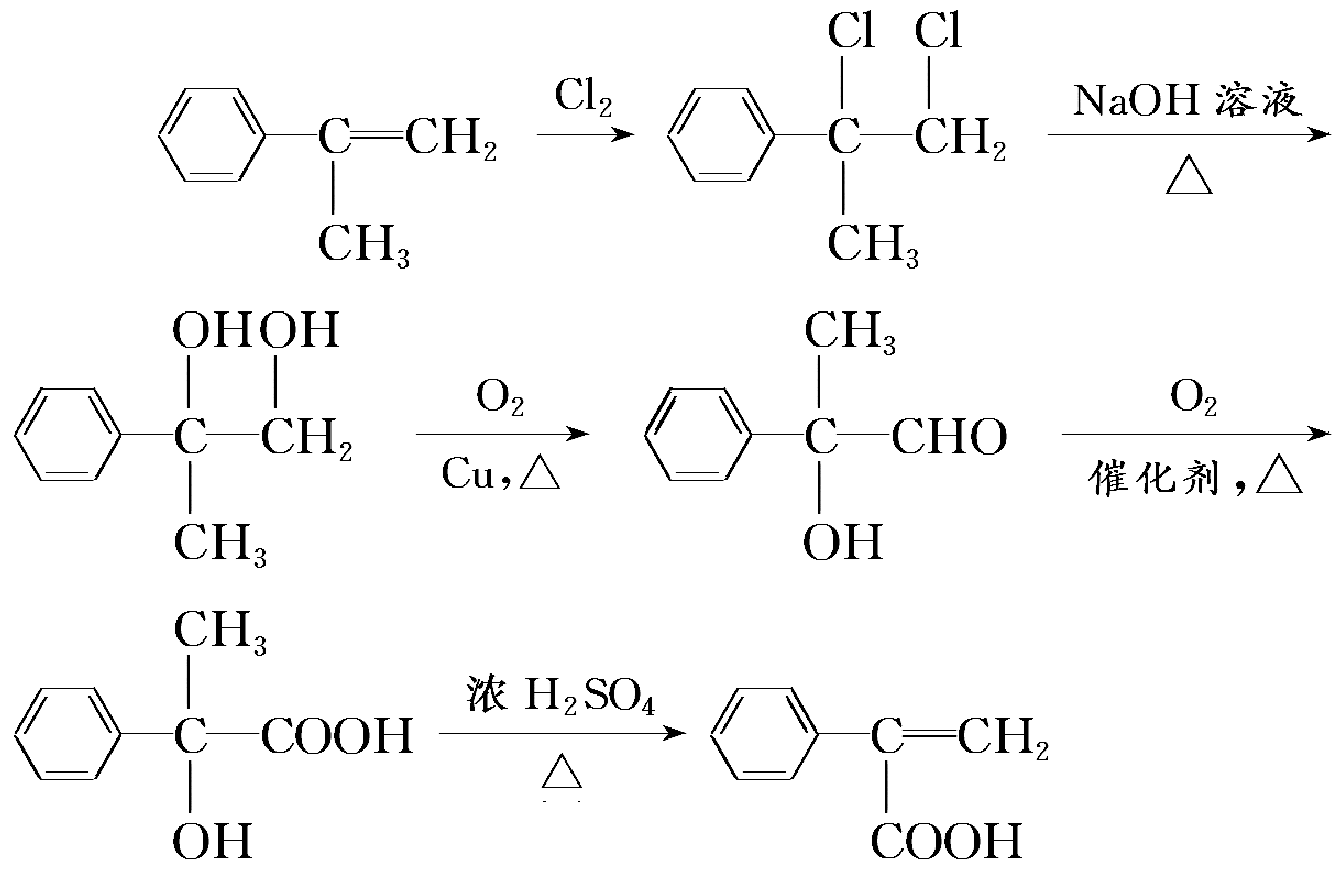 Cl Cl
C=CH₂ Cl₂ C CH₂ NaOH 溶液
△
CH₃ CH₃
OH OH CH₃
C CH₂ O₂ C CHO O₂
Cu,△ 催化剂,△
CH₃ OH
CH₃
C COOH 浓 H₂SO₄ C=CH₂
△
OH COOH